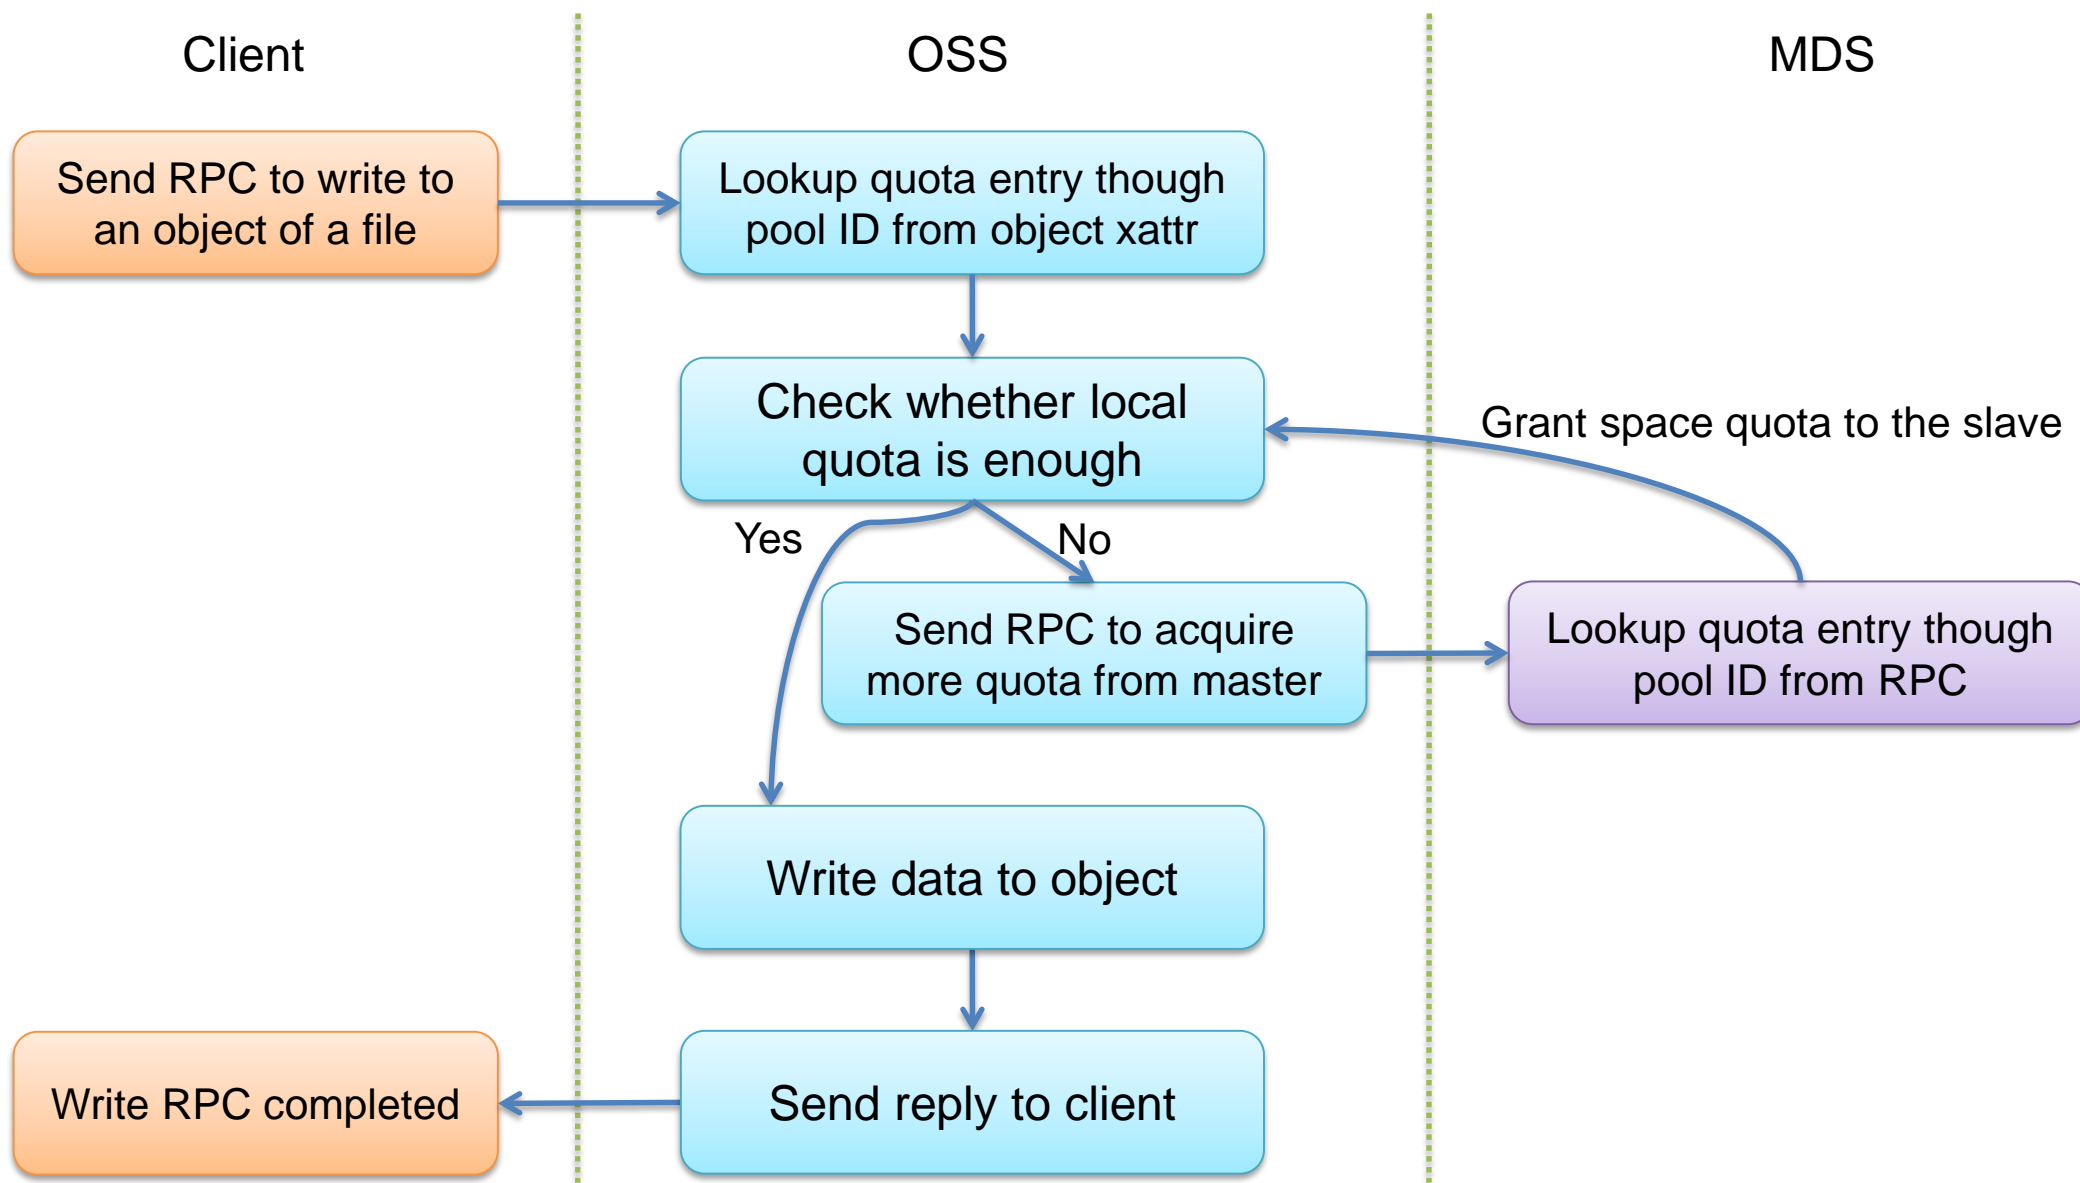 Client
OSS
MDS
Send RPC to write to
an object of a file
Lookup quota entry though
pool ID from object xattr
Check whether local
quota is enough
Grant space quota to the slave
Yes
No
Send RPC to acquire
more quota from master
Lookup quota entry though
pool ID from RPC
Write data to object
Write RPC completed
Send reply to client